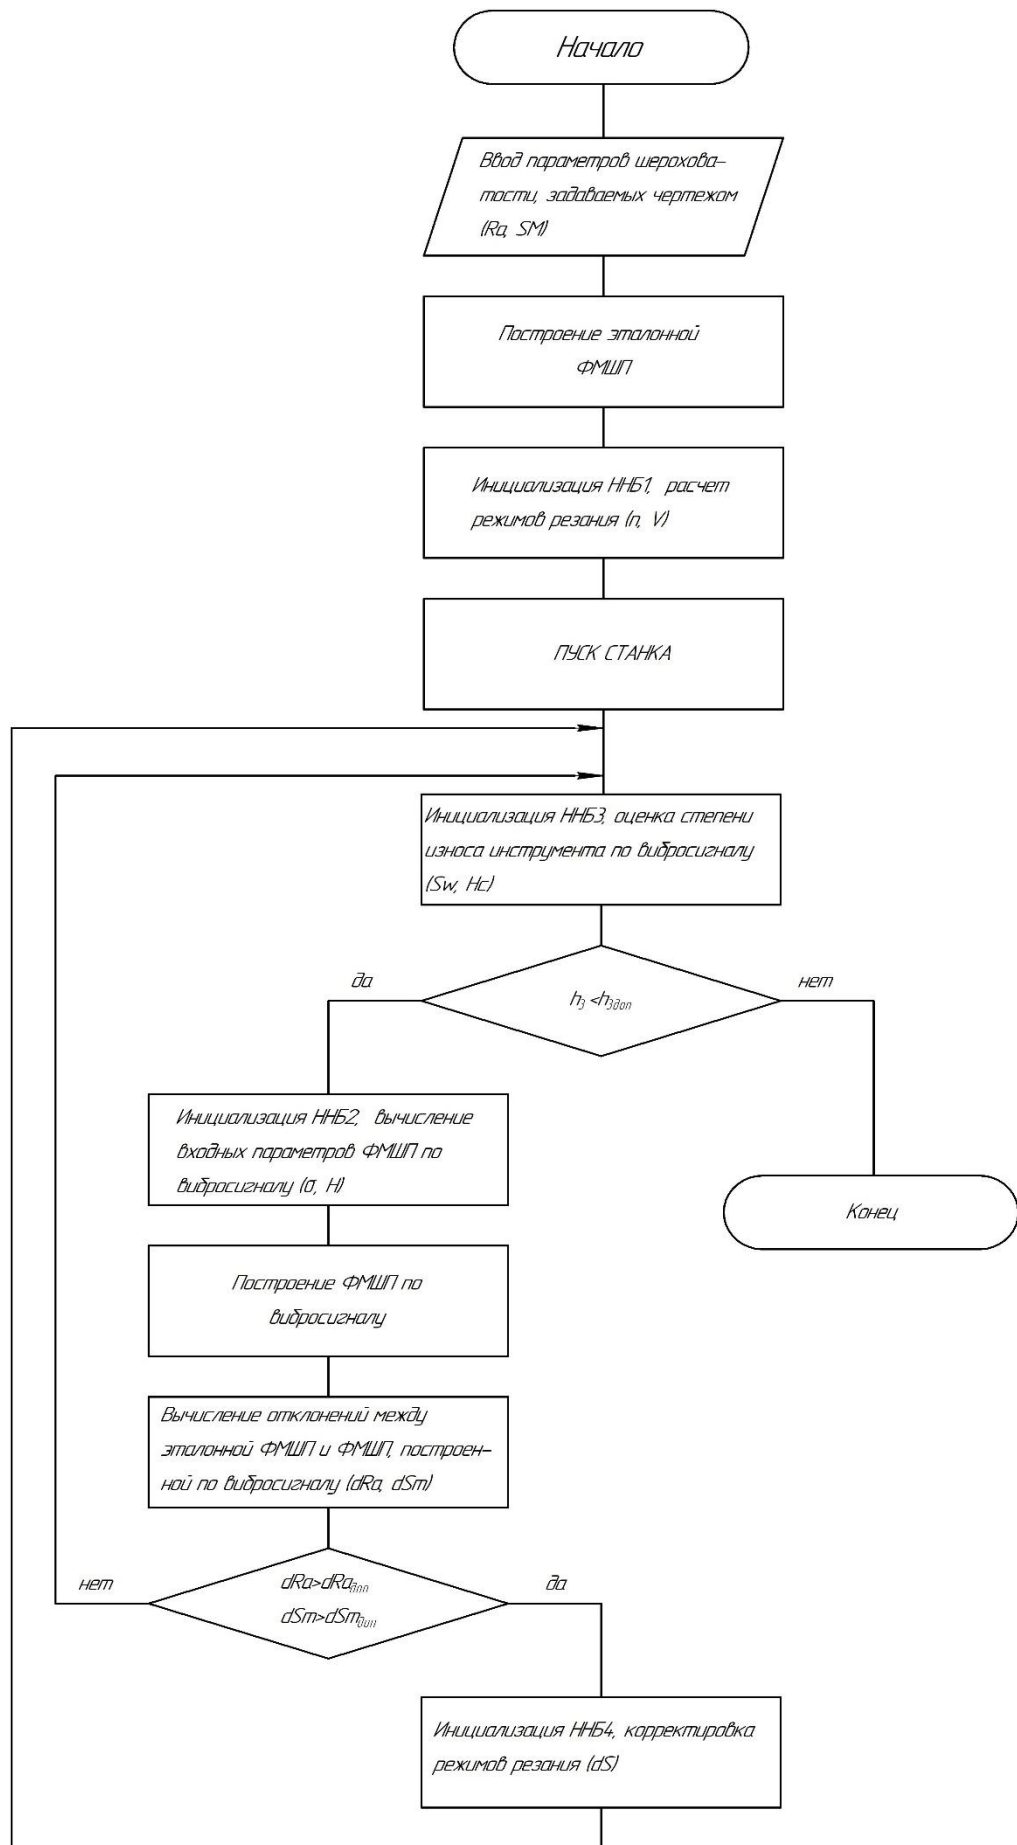 Начало
Ввод параметров шерохова-
тости, задаваемых чертежом
(Ra, SM)
Построение эталонной
ФМШП
Инициализация ННБ1, расчет
режимов резания (n, V)
ПУСК СТАНКА
Инициализация ННБ3, оценка степени
износа инструмента по вибросигналу
(Sw, Hc)
да
нет
hз <hздоп
Инициализация ННБ2, вычисление
входных параметров ФМШП по
вибросигналу (σ, H)
Конец
Построение ФМШП по
вибросигналу
Вычисление отклонений между
эталонной ФМШП и ФМШП, построен-
ной по вибросигналу (dRa, dSm)
нет
да
dRa>dRaдоп
dSm>dSmдоп
Инициализация ННБ4, корректировка
режимов резания (dS)